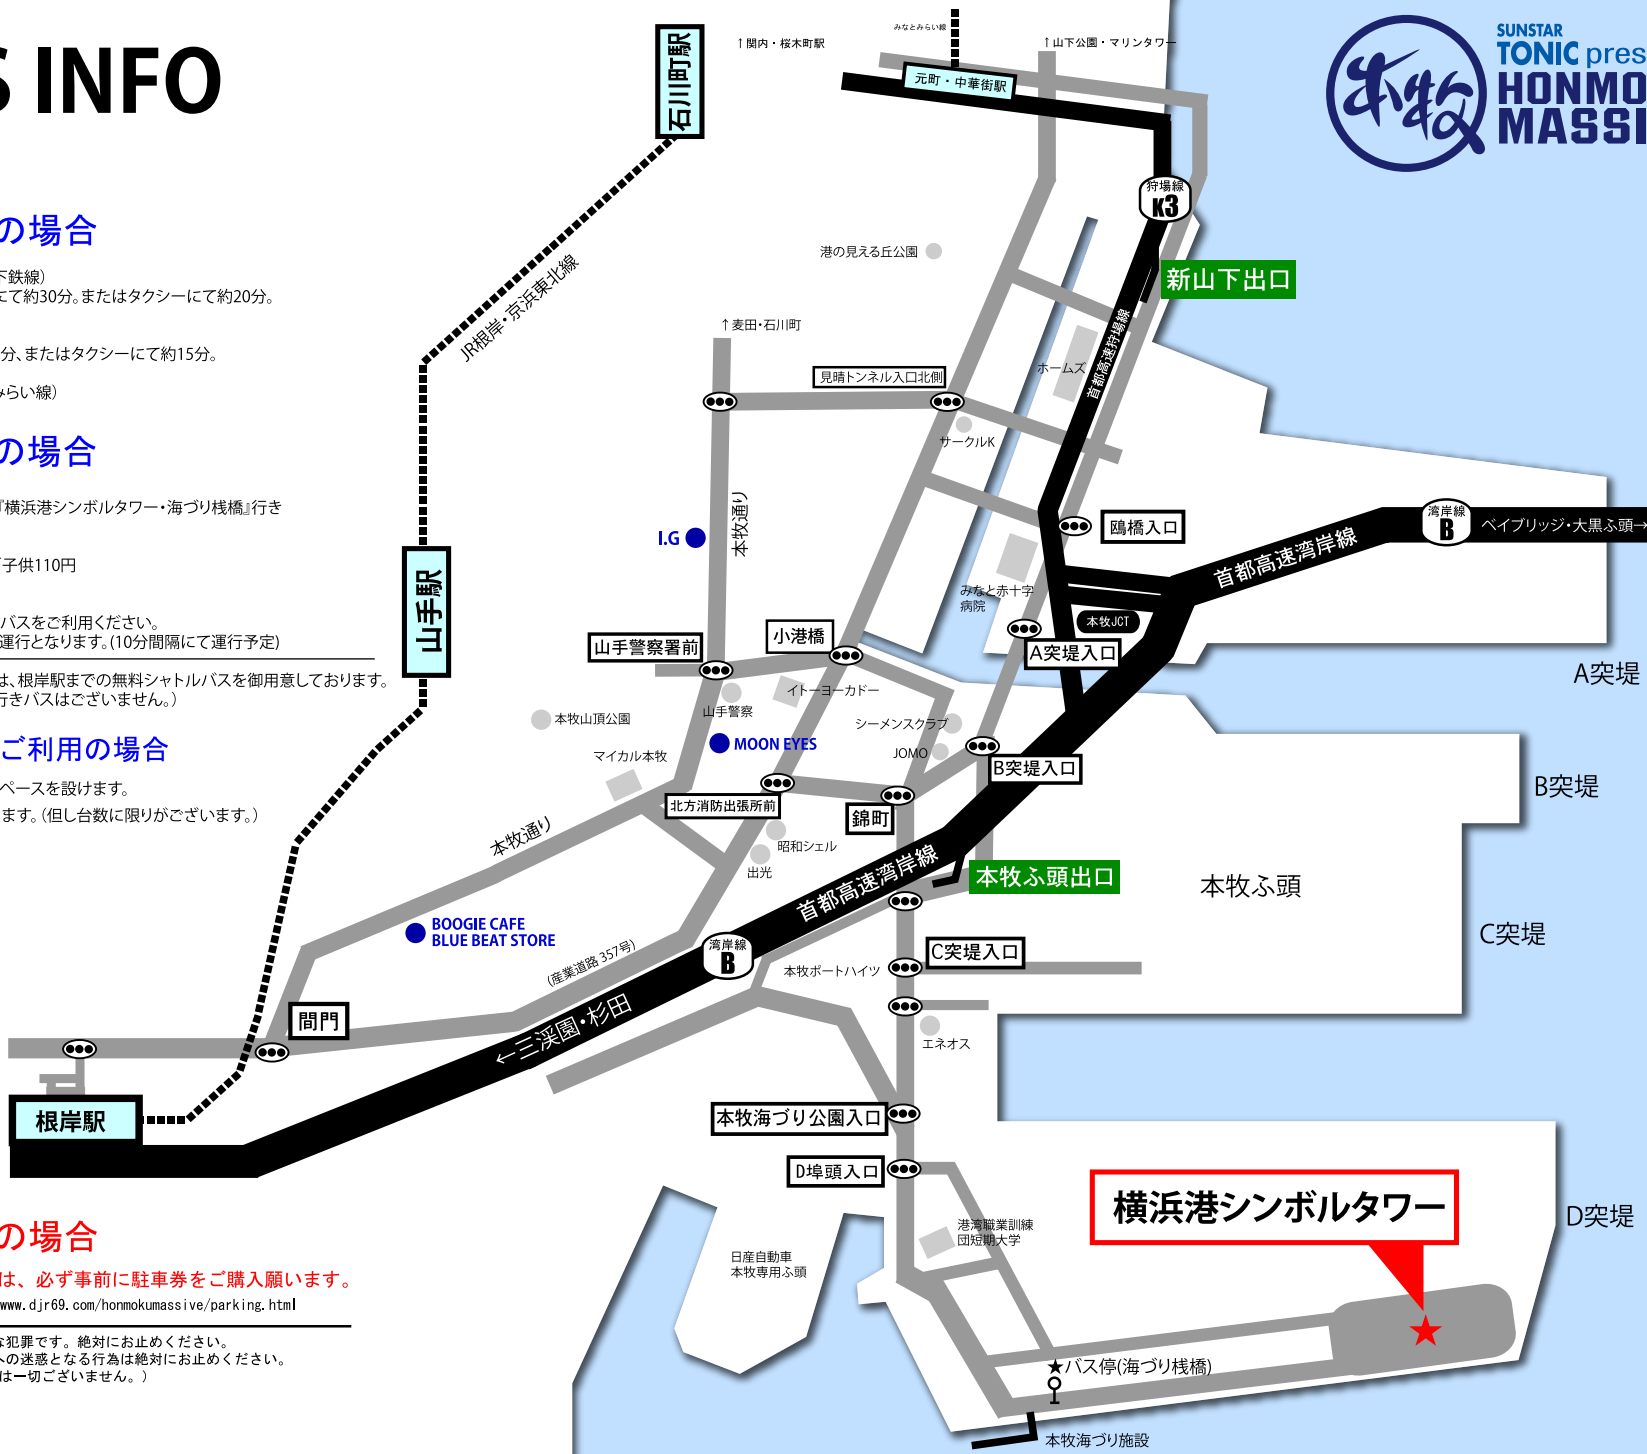 S INFO
の場合
下鉄線）
にて約30分。またはタクシーにて約20分。
分、またはタクシーにて約15分。
みらい線）
の場合
『横浜港シンボルタワー・海づり桟橋』行き
子供110円
バスをご利用ください。
運行となります。(10分間隔にて運行予定)
は、根岸駅までの無料シャトルバスを御用意しております。
行きバスはございません。）
ご利用の場合
ペースを設けます。
ます。（但し台数に限りがございます。）
の場合
は、必ず事前に駐車券をご購入願います。
www.djr69.com/honmokumassive/parking.html
な犯罪です。絶対にお止めください。
への迷惑となる行為は絶対にお止めください。
は一切ございません。）
SUNSTAR
TONIC pres
HONMO
MASSI
本牧
みなとみらい線
↑関内・桜木町駅
↑山下公園・マリンタワー
元町・中華街駅
石川町駅
狩場線
K3
新山下出口
港の見える丘公園
JR根岸・京浜東北線
↑麦田・石川町
首都高速狩場線
ホームズ
見晴トンネル入口北側
サークルK
本牧通り
I.G
鴎橋入口
湾岸線
B
ベイブリッジ・大黒ふ頭→
首都高速湾岸線
みなと赤十字
病院
本牧JCT
山手駅
山手警察署前
小港橋
A突堤入口
A突堤
イトーヨーカドー
山手警察
本牧山頂公園
シーメンスクラブ
MOON EYES
JOMO
マイカル本牧
B突堤入口
B突堤
北方消防出張所前
錦町
本牧通り
昭和シェル
出光
首都高速湾岸線
本牧ふ頭出口
本牧ふ頭
BOOGIE CAFE
BLUE BEAT STORE
C突堤
湾岸線
B
C突堤入口
(産業道路 357号)
本牧ポートハイツ
間門
←三渓園・杉田
エネオス
根岸駅
本牧海づり公園入口
D埠頭入口
横浜港シンボルタワー
D突堤
港湾職業訓練
団短期大学
日産自動車
本牧専用ふ頭
★バス停(海づり桟橋)
本牧海づり施設